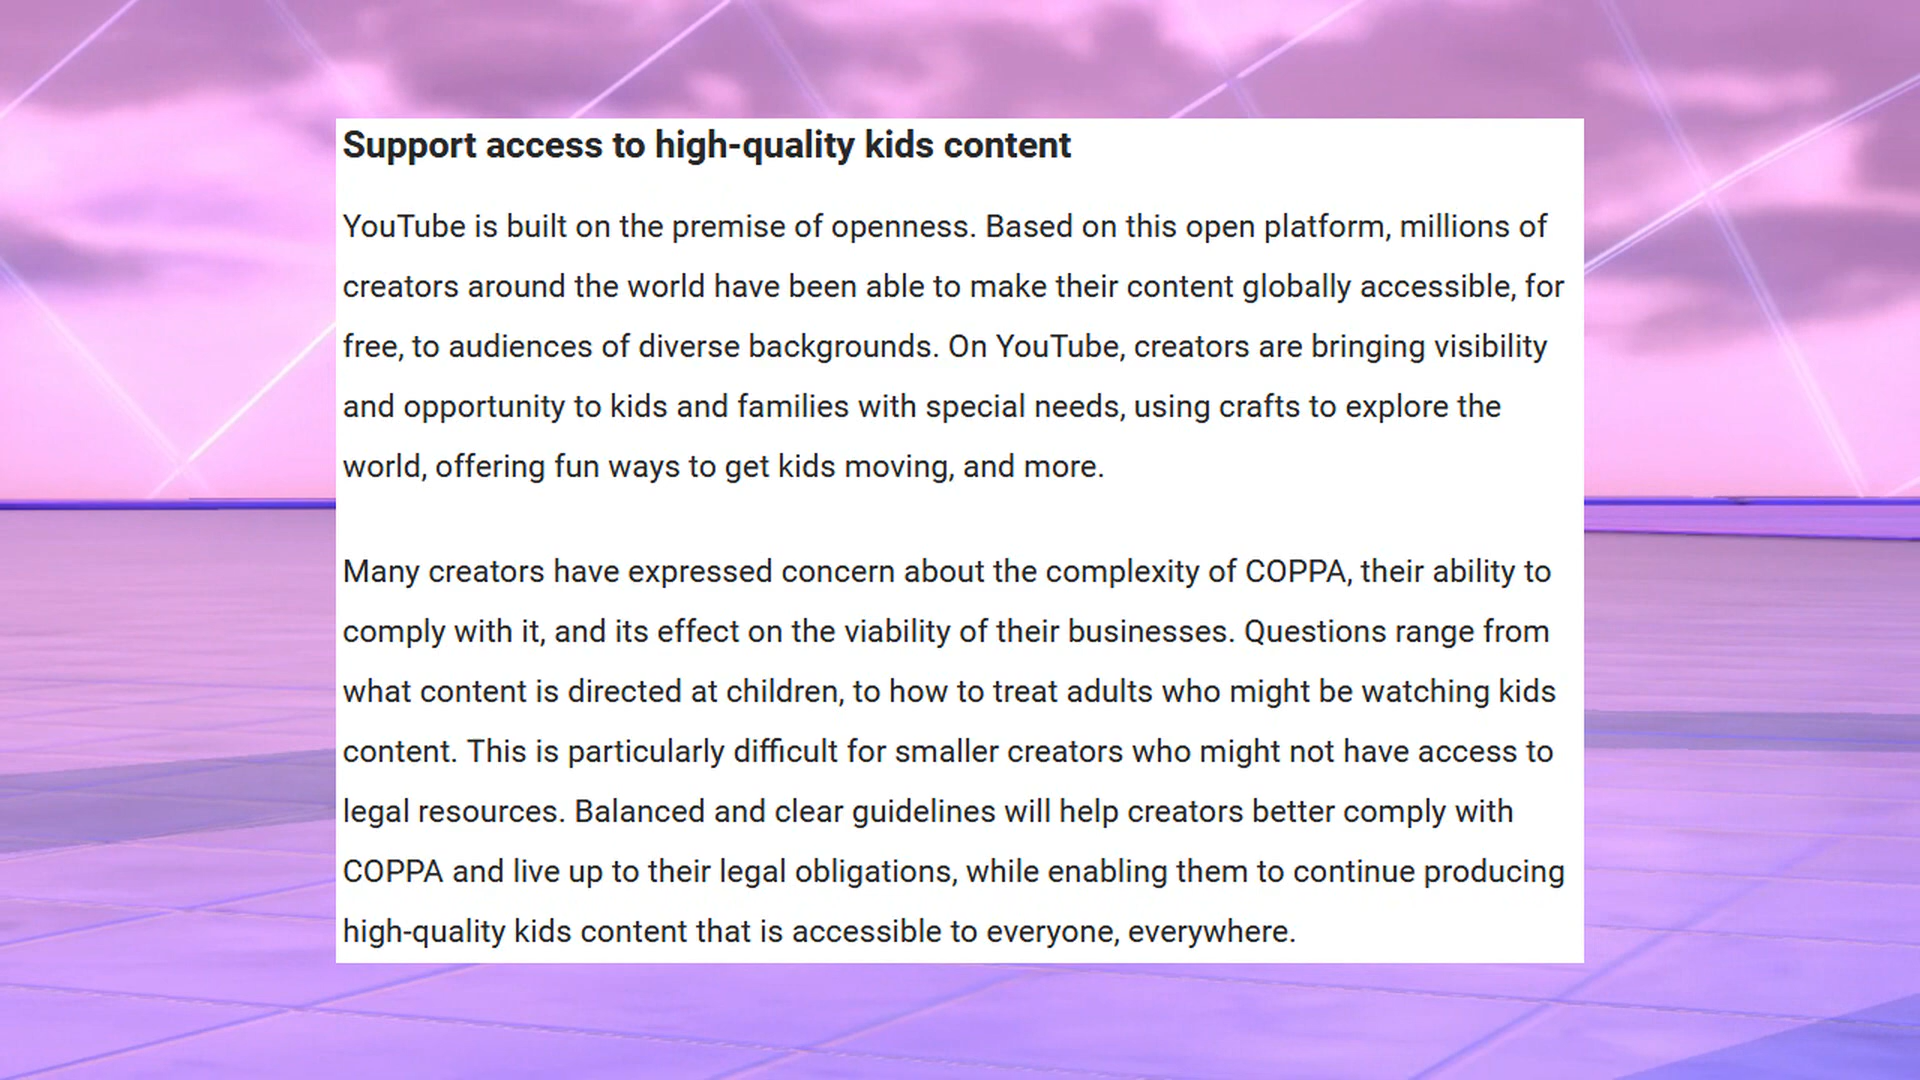 Support access to high-quality kids content
YouTube is built on the premise of openness. Based on this open platform, millions of
creators around the world have been able to make their content globally accessible, for
free, to audiences of diverse backgrounds. On YouTube, creators are bringing visibility
and opportunity to kids and families with special needs, using crafts to explore the
world, offering fun ways to get kids moving, and more.
Many creators have expressed concern about the complexity of COPPA, their ability to
comply with it, and its effect on the viability of their businesses. Questions range from
what content is directed at children, to how to treat adults who might be watching kids
content. This is particularly difficult for smaller creators who might not have access to
legal resources. Balanced and clear guidelines will help creators better comply with
COPPA and live up to their legal obligations, while enabling them to continue producing
high-quality kids content that is accessible to everyone, everywhere.